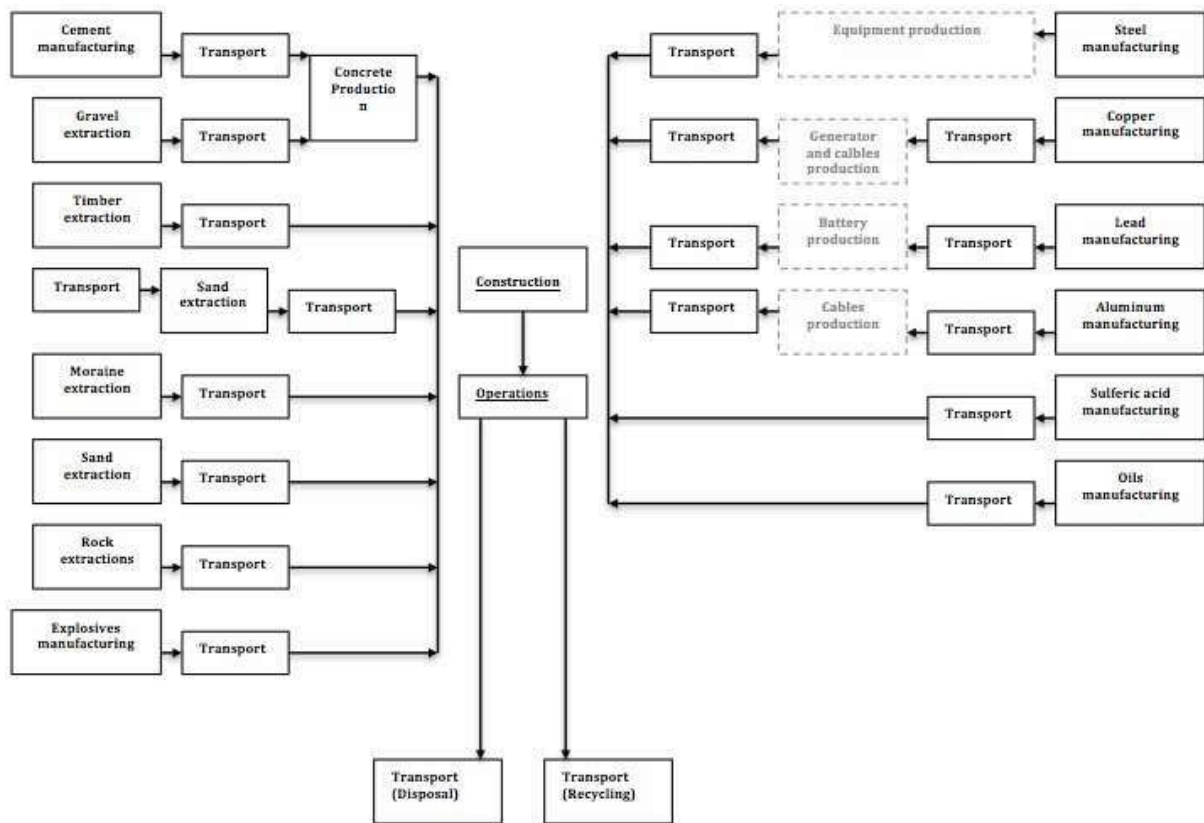 Cement
manufacturing
Transport
Concrete
Productio
n
Gravel
extraction
Transport
Timber
extraction
Transport
Transport
Sand
extraction
Transport
Moraine
extraction
Transport
Sand
extraction
Transport
Rock
extractions
Transport
Explosives
manufacturing
Transport
Construction
Operations
Transport
(Disposal)
Transport
(Recycling)
Transport
Equipment production
Steel
manufacturing
Transport
Generator
and calbles
production
Transport
Copper
manufacturing
Transport
Battery
production
Transport
Lead
manufacturing
Transport
Cables
production
Transport
Aluminum
manufacturing
Transport
Sulferic acid
manufacturing
Transport
Oils
manufacturing